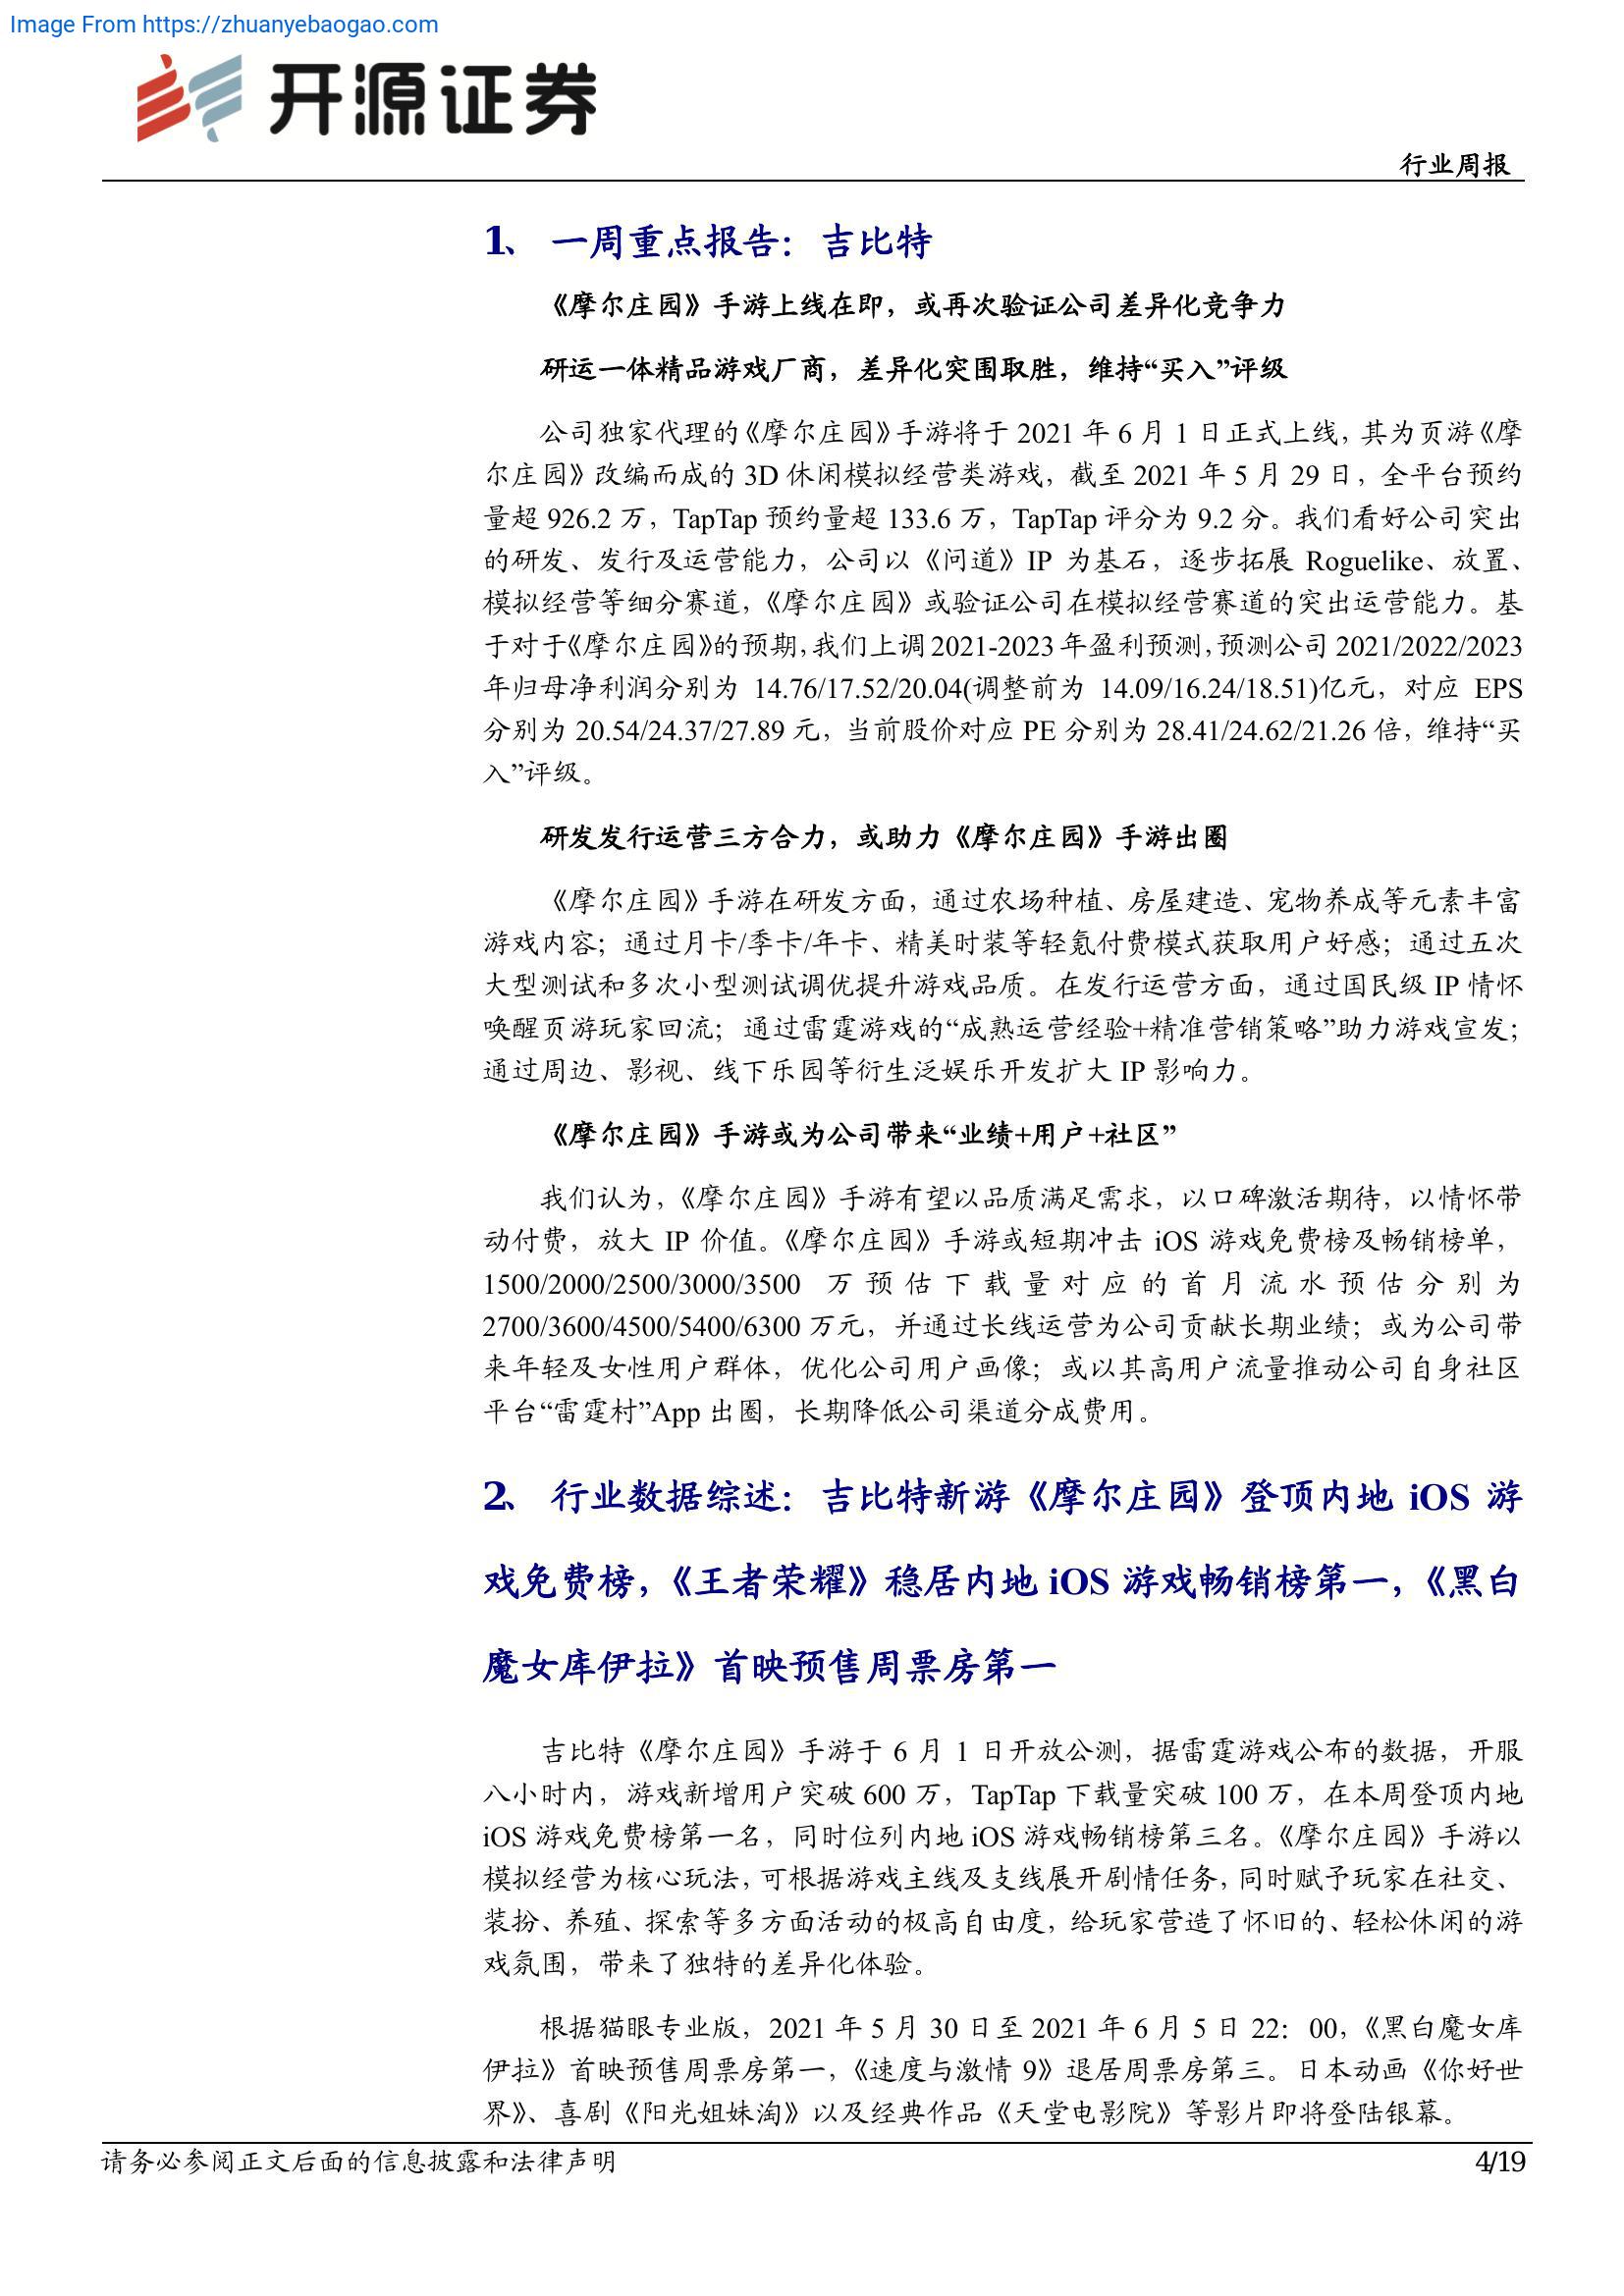 Image From https://zhuanyebaogao.com
开源证券
行业周报
1、 一周重点报告：吉比特
《摩尔庄园》手游上线在即，或再次验证公司差异化竞争力
研运一体精品游戏厂商，差异化突围取胜，维持“买入”评级
公司独家代理的《摩尔庄园》手游将于 2021 年 6 月 1 日正式上线，其为页游《摩
尔庄园》改编而成的 3D 休闲模拟经营类游戏，截至 2021 年 5 月 29 日，全平台预约
量超 926.2 万，TapTap 预约量超 133.6 万，TapTap 评分为 9.2 分。我们看好公司突出
的研发、发行及运营能力，公司以《问道》IP 为基石，逐步拓展 Roguelike、放置、
模拟经营等细分赛道，《摩尔庄园》或验证公司在模拟经营赛道的突出运营能力。基
于对于《摩尔庄园》的预期，我们上调 2021-2023 年盈利预测，预测公司 2021/2022/2023
年归母净利润分别为 14.76/17.52/20.04(调整前为 14.09/16.24/18.51)亿元，对应 EPS
分别为 20.54/24.37/27.89 元，当前股价对应 PE 分别为 28.41/24.62/21.26 倍，维持“买
入”评级。
研发发行运营三方合力，或助力《摩尔庄园》手游出圈
《摩尔庄园》手游在研发方面，通过农场种植、房屋建造、宠物养成等元素丰富
游戏内容；通过月卡/季卡/年卡、精美时装等轻氪付费模式获取用户好感；通过五次
大型测试和多次小型测试调优提升游戏品质。在发行运营方面，通过国民级 IP 情怀
唤醒页游玩家回流；通过雷霆游戏的“成熟运营经验+精准营销策略”助力游戏宣发；
通过周边、影视、线下乐园等衍生泛娱乐开发扩大 IP 影响力。
《摩尔庄园》手游或为公司带来“业绩+用户+社区”
我们认为，《摩尔庄园》手游有望以品质满足需求，以口碑激活期待，以情怀带
动付费，放大 IP 价值。《摩尔庄园》手游或短期冲击 iOS 游戏免费榜及畅销榜单，
1500/2000/2500/3000/3500 万预估下载量对应的首月流水预估分别为
2700/3600/4500/5400/6300 万元，并通过长线运营为公司贡献长期业绩；或为公司带
来年轻及女性用户群体，优化公司用户画像；或以其高用户流量推动公司自身社区
平台“雷霆村”App 出圈，长期降低公司渠道分成费用。
2、 行业数据综述：吉比特新游《摩尔庄园》登顶内地 iOS 游
戏免费榜，《王者荣耀》稳居内地 iOS 游戏畅销榜第一，《黑白
魔女库伊拉》首映预售周票房第一
吉比特《摩尔庄园》手游于 6 月 1 日开放公测，据雷霆游戏公布的数据，开服
八小时内，游戏新增用户突破 600 万，TapTap 下载量突破 100 万，在本周登顶内地
iOS 游戏免费榜第一名，同时位列内地 iOS 游戏畅销榜第三名。《摩尔庄园》手游以
模拟经营为核心玩法，可根据游戏主线及支线展开剧情任务，同时赋予玩家在社交、
装扮、养殖、探索等多方面活动的极高自由度，给玩家营造了怀旧的、轻松休闲的游
戏氛围，带来了独特的差异化体验。
根据猫眼专业版，2021 年 5 月 30 日至 2021 年 6 月 5 日 22：00，《黑白魔女库
伊拉》首映预售周票房第一，《速度与激情 9》退居周票房第三。日本动画《你好世
界》、喜剧《阳光姐妹淘》以及经典作品《天堂电影院》等影片即将登陆银幕。
请务必参阅正文后面的信息披露和法律声明
4/19